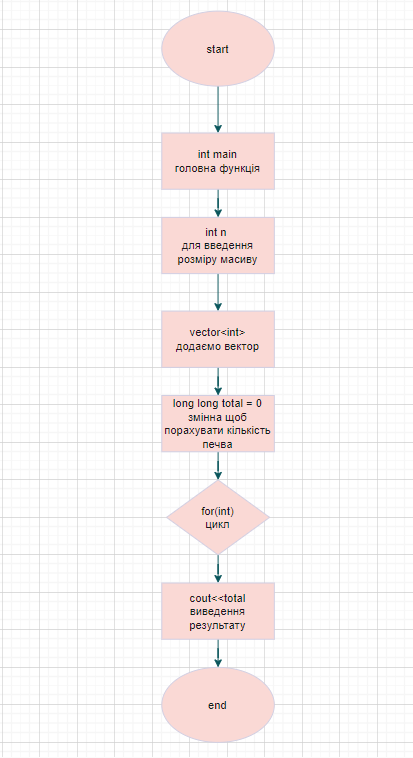 start
int main
головна функція
int n
для введення
розміру масиву
vector<int>
додаємо вектор
long long total = 0
змінна щоб
порахувати кількість
печва
for(int)
цикл
cout<<total
виведення
результату
end